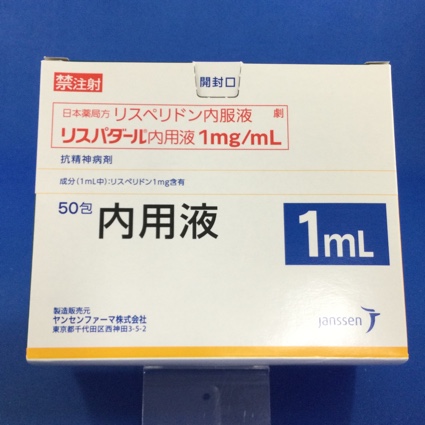 禁注射
開封口
日本薬局方 リスペリドン内服液 劇
リスパダール内用液 1mg/mL
抗精神病剤
成分(1mL中):リスペリドン1mg含有
50包 内用液 1mL
製造販売元
ヤンセンファーマ株式会社
東京都千代田区西神田3-5-2
janssen